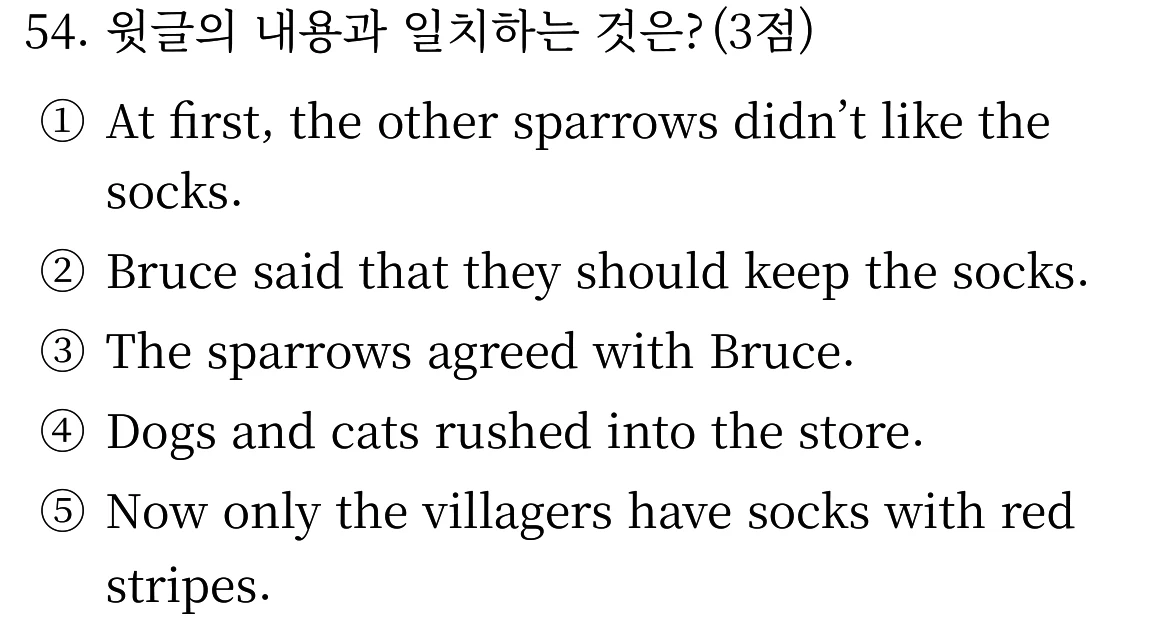 54. 윗글의 내용과 일치하는 것은?(3점)
① At first, the other sparrows didn’t like the
socks.
② Bruce said that they should keep the socks.
③ The sparrows agreed with Bruce.
④ Dogs and cats rushed into the store.
⑤ Now only the villagers have socks with red
stripes.